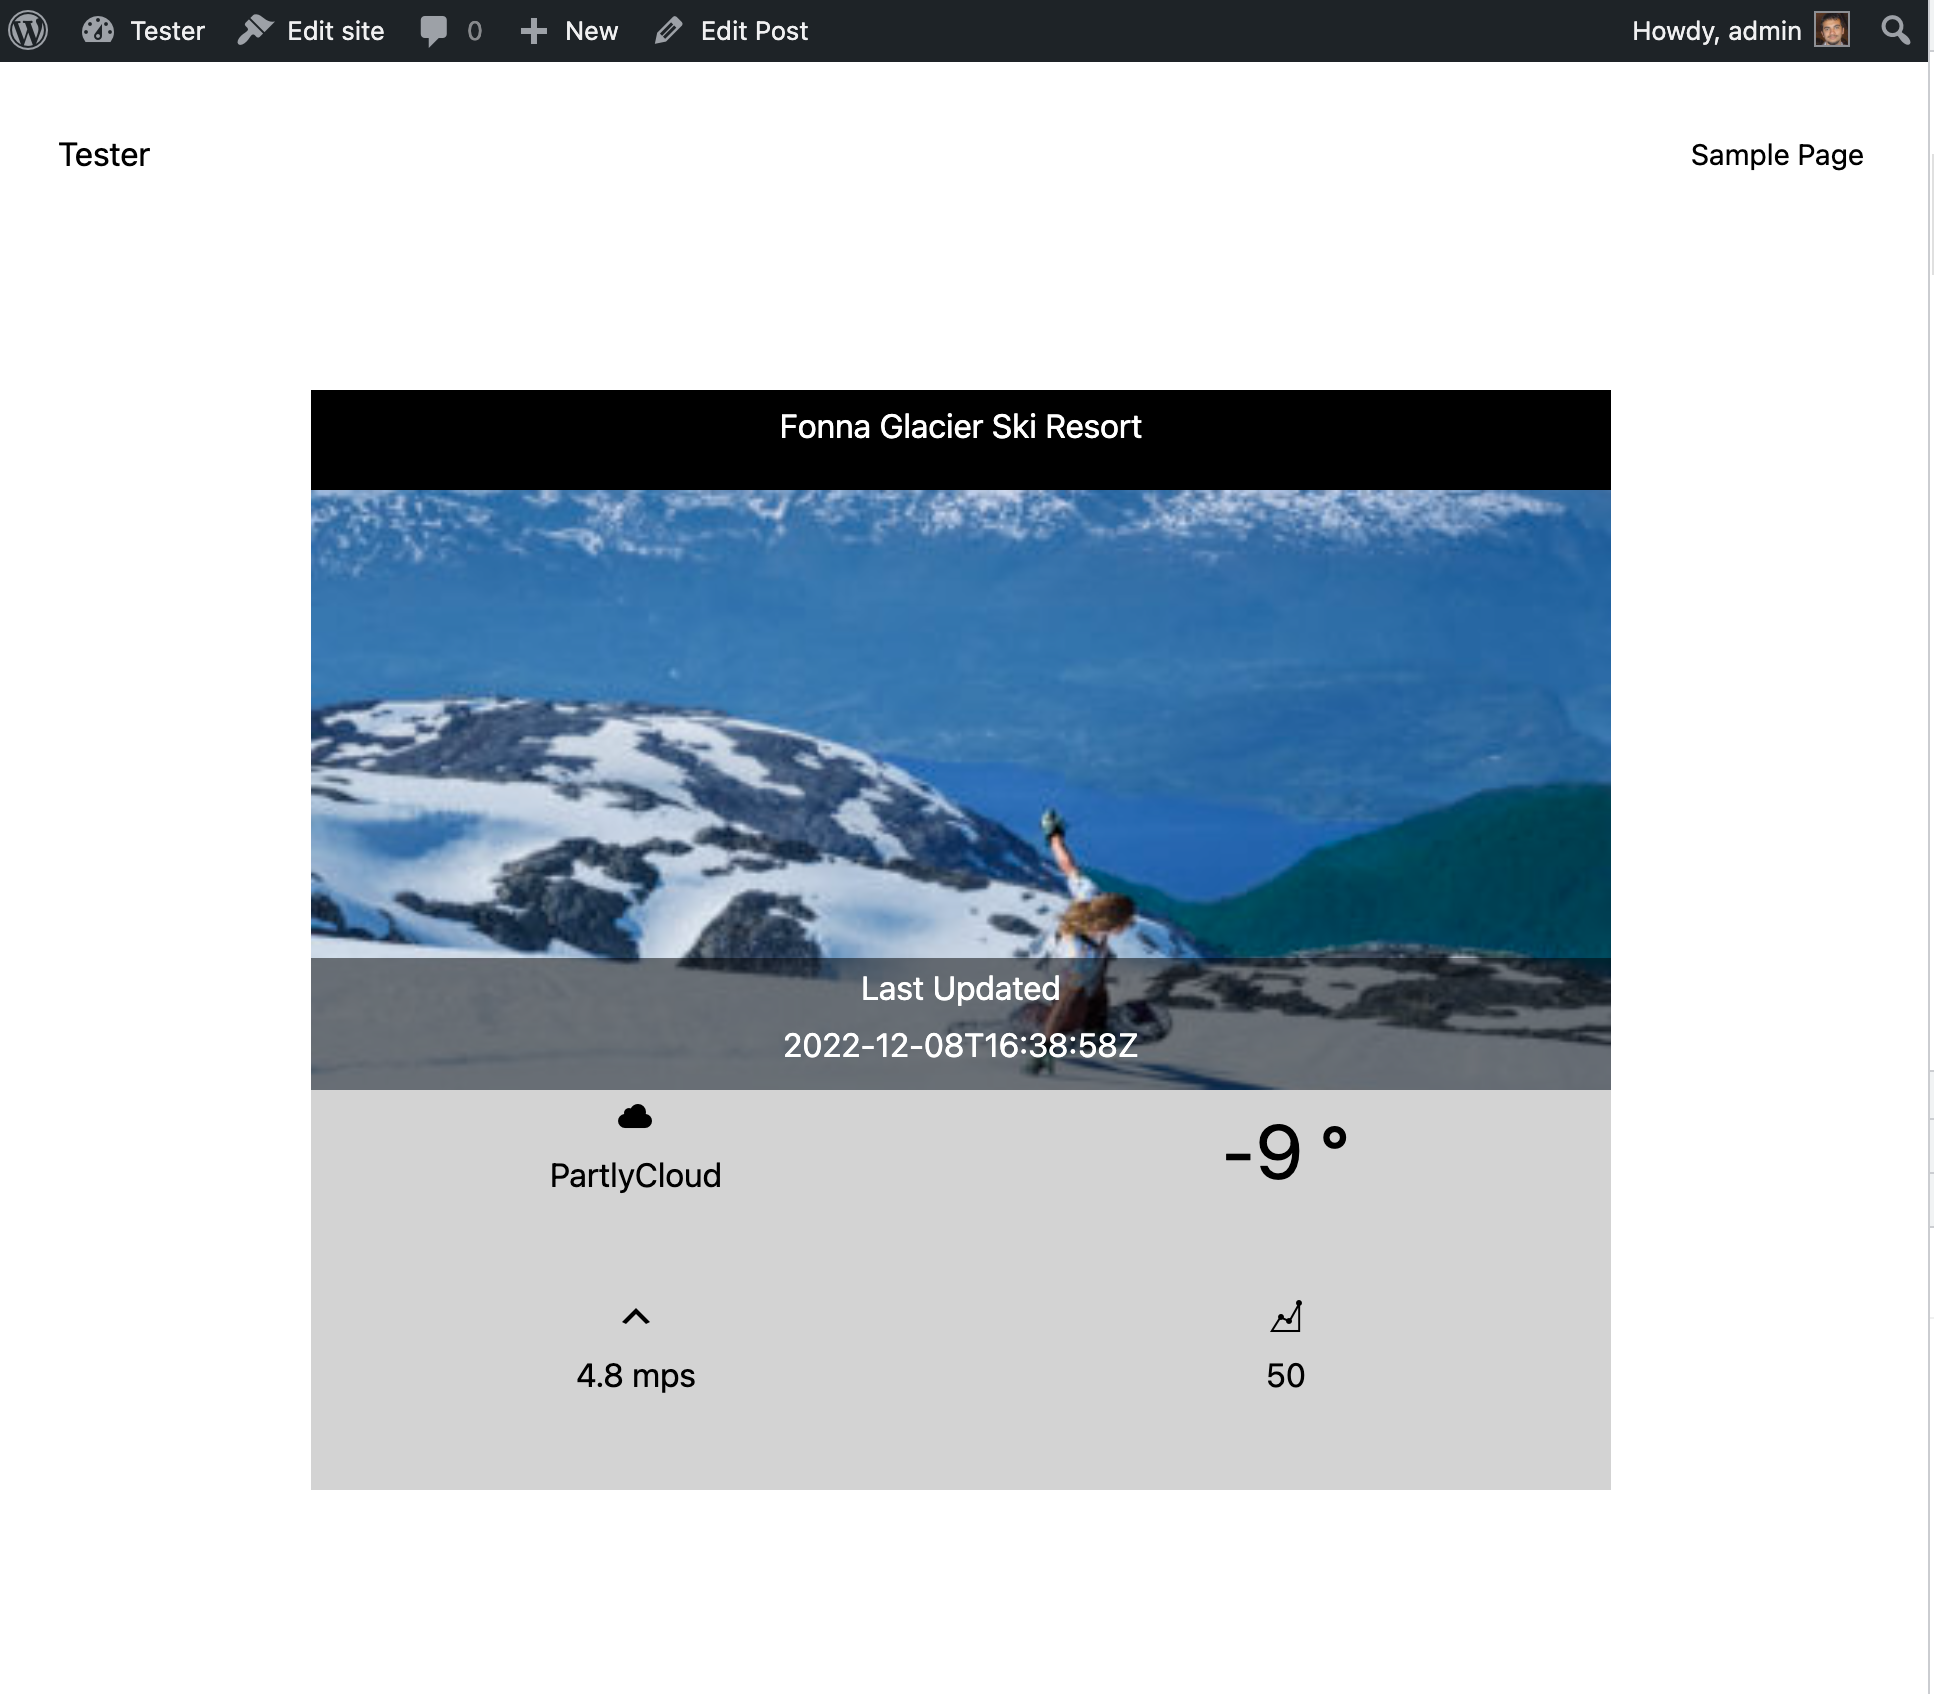 Tester Edit site 0 New Edit Post Howdy, admin
Tester Sample Page
Fonna Glacier Ski Resort
Last Updated
2022-12-08T16:38:58Z
PartlyCloud
-9 °
4.8 mps
50